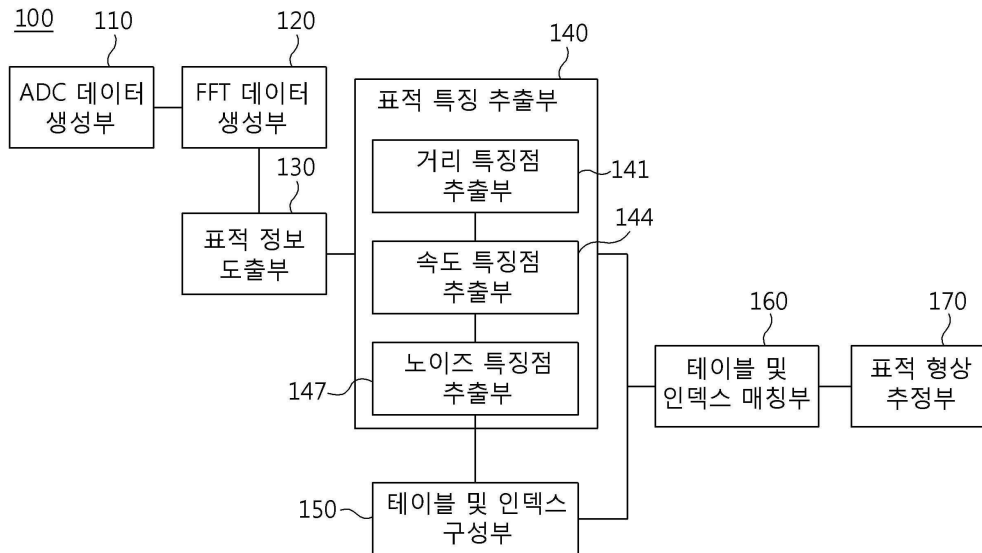 100
110
120
140
ADC 데이터
생성부
FFT 데이터
생성부
표적 특징 추출부
130
거리 특징점
추출부
141
표적 정보
도출부
144
속도 특징점
추출부
160
170
147
노이즈 특징점
추출부
테이블 및
인덱스 매칭부
표적 형상
추정부
150
테이블 및 인덱스
구성부